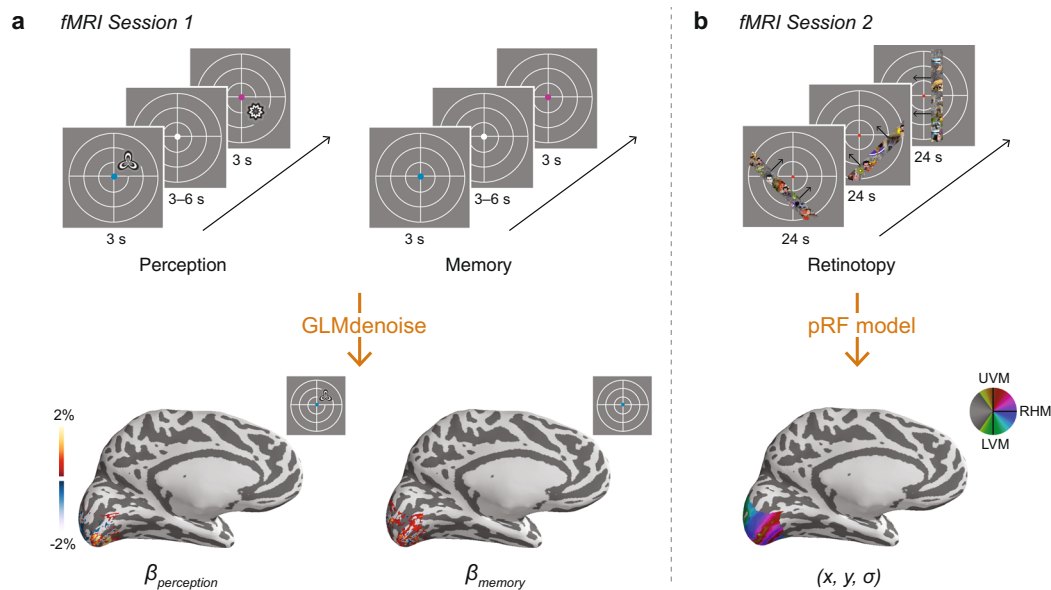 a fMRI Session 1
3 s
3–6 s
3 s
Perception
3 s
3–6 s
3 s
Memory
GLMdenoise
2%
-2%
βperception
βmemory
b fMRI Session 2
24 s
24 s
24 s
Retinotopy
pRF model
UVM
RHM
LVM
(x, y, σ)